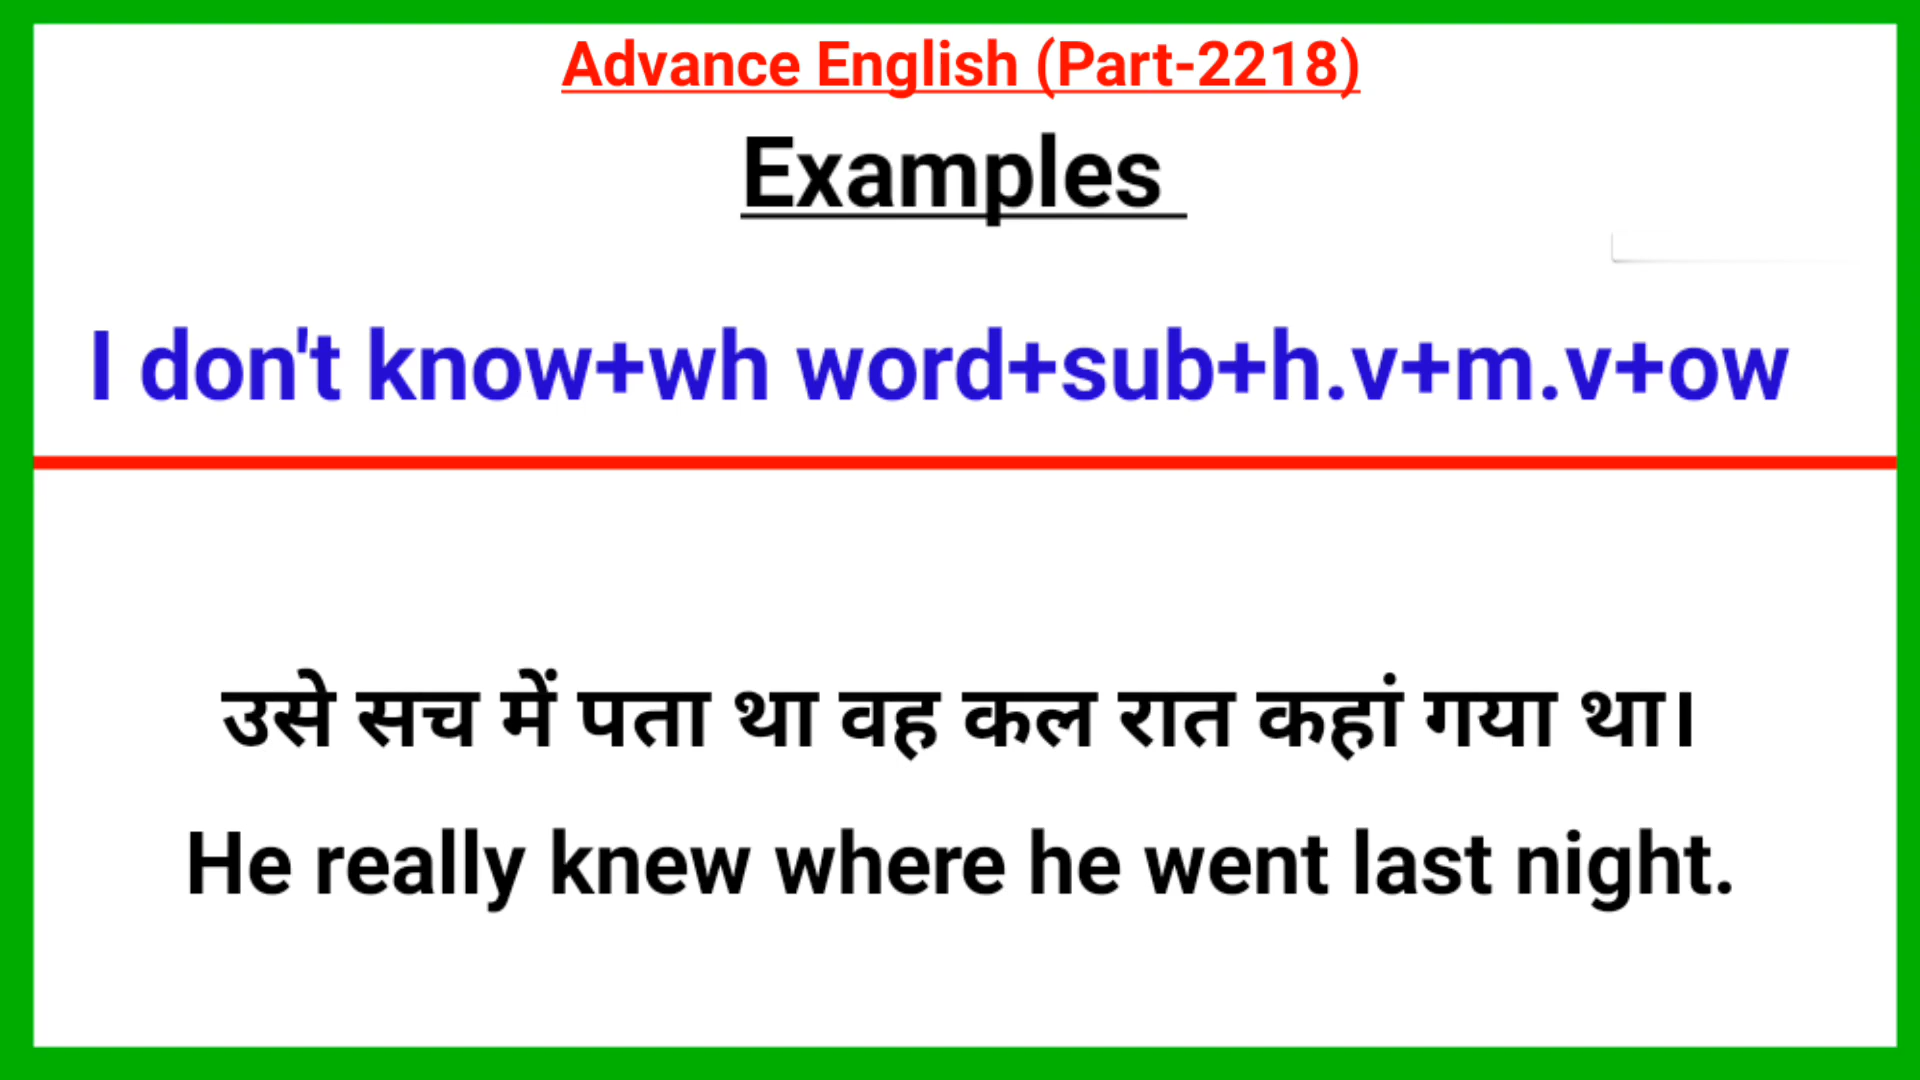 Advance English (Part-2218)
Examples
I don't know+wh word+sub+h.v+m.v+ow
उसे सच में पता था वह कल रात कहां गया था।
He really knew where he went last night.